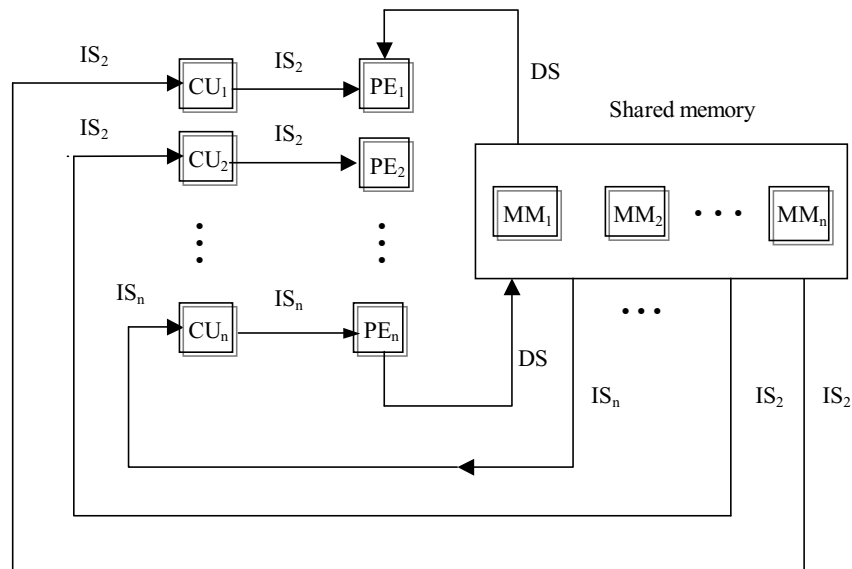 IS₂ IS₂
CU₁ PE₁
DS
Shared memory
IS₂ IS₂
CU₂ PE₂
MM₁ MM₂ • • • MMₙ
ISₙ ISₙ
CUₙ PEₙ
• • •
DS
ISₙ IS₂ IS₂